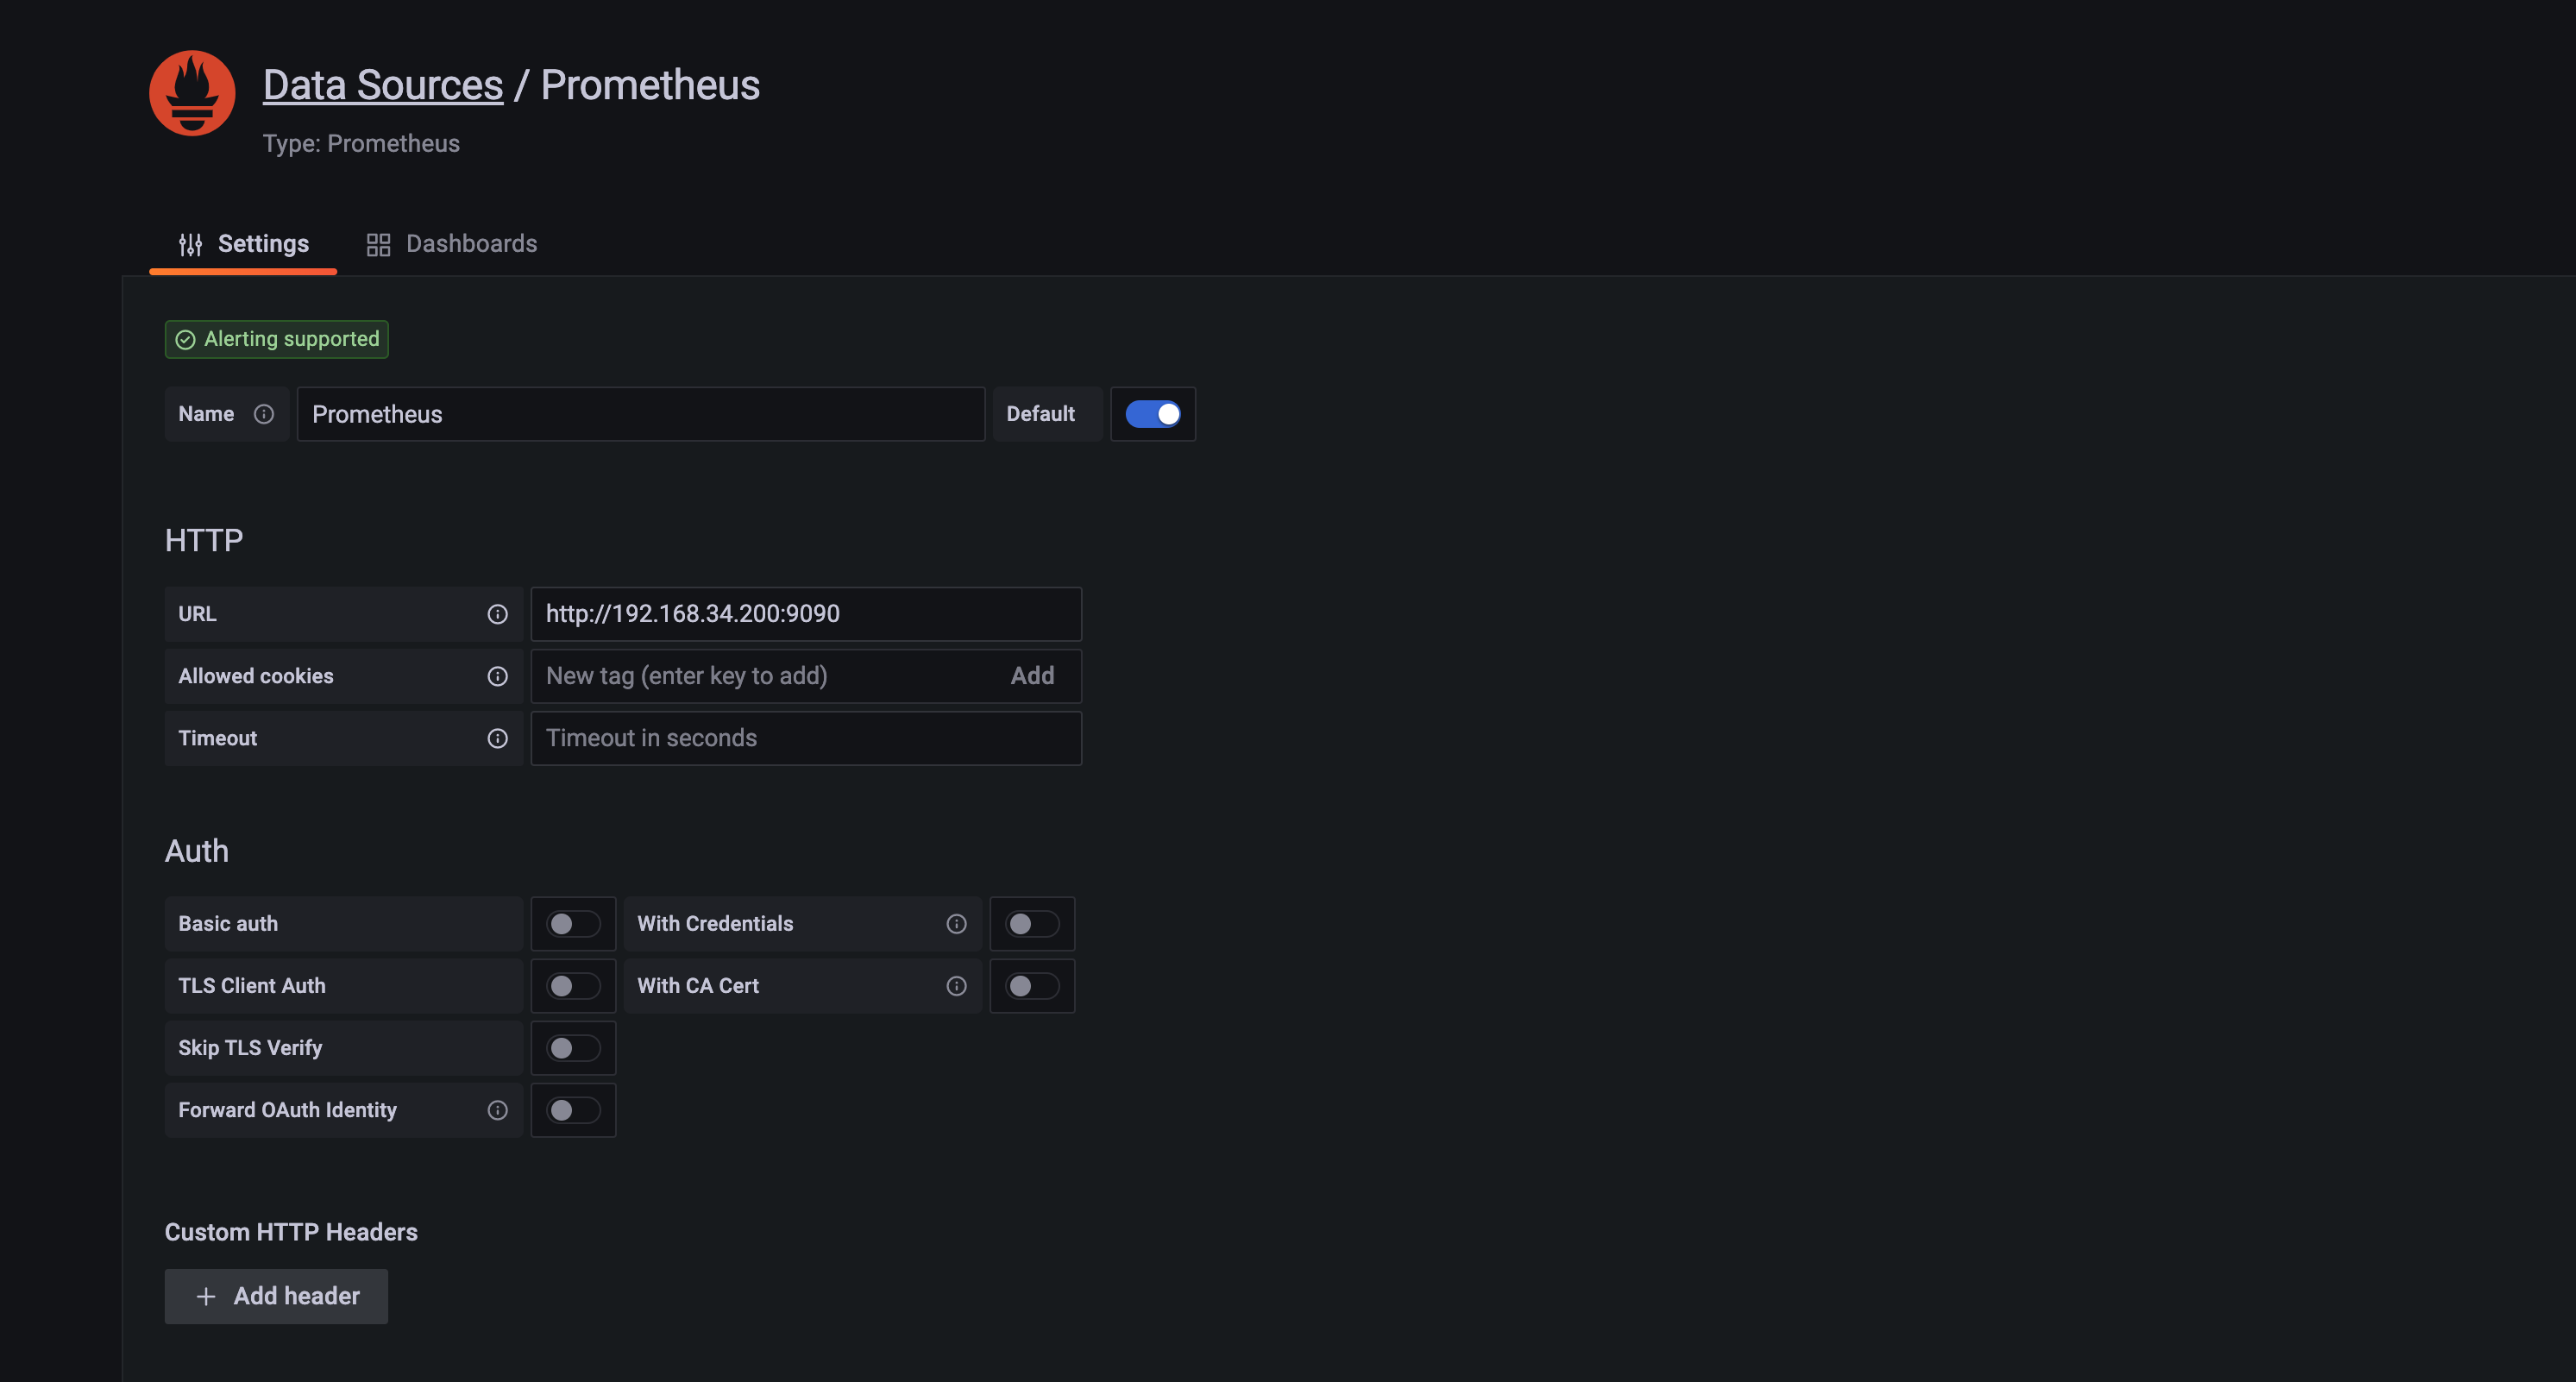 Data Sources / Prometheus
Type: Prometheus
Settings Dashboards
Alerting supported
Name Prometheus Default
HTTP
URL http://192.168.34.200:9090
Allowed cookies New tag (enter key to add) Add
Timeout Timeout in seconds
Auth
Basic auth With Credentials
TLS Client Auth With CA Cert
Skip TLS Verify
Forward OAuth Identity
Custom HTTP Headers
+ Add header